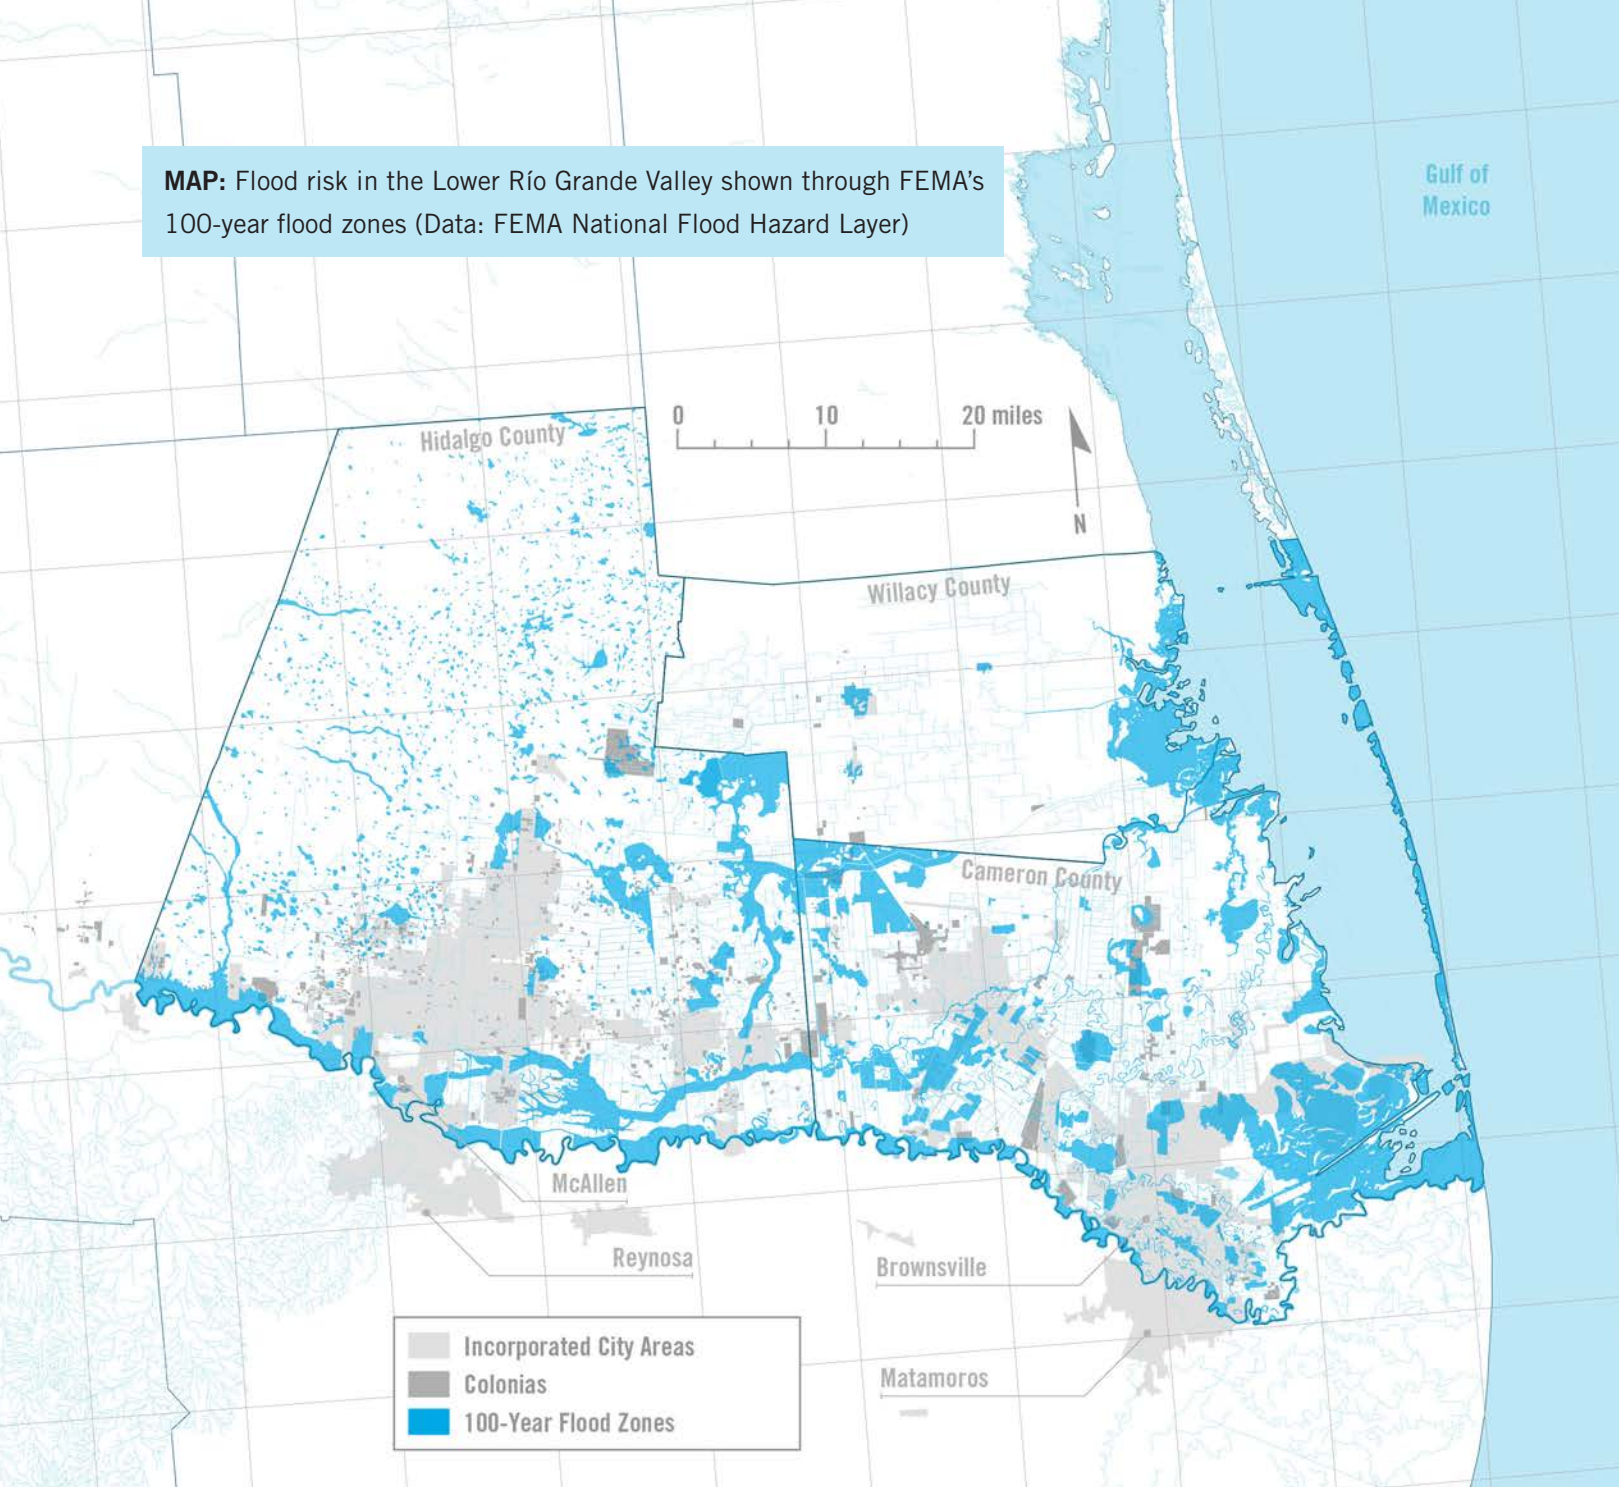 MAP: Flood risk in the Lower Río Grande Valley shown through FEMA's
100-year flood zones (Data: FEMA National Flood Hazard Layer)
Gulf of
Mexico
0 10 20 miles
Hidalgo County
N
Willacy County
Cameron County
McAllen
Reynosa
Brownsville
Matamoros
Incorporated City Areas
Colonias
100-Year Flood Zones